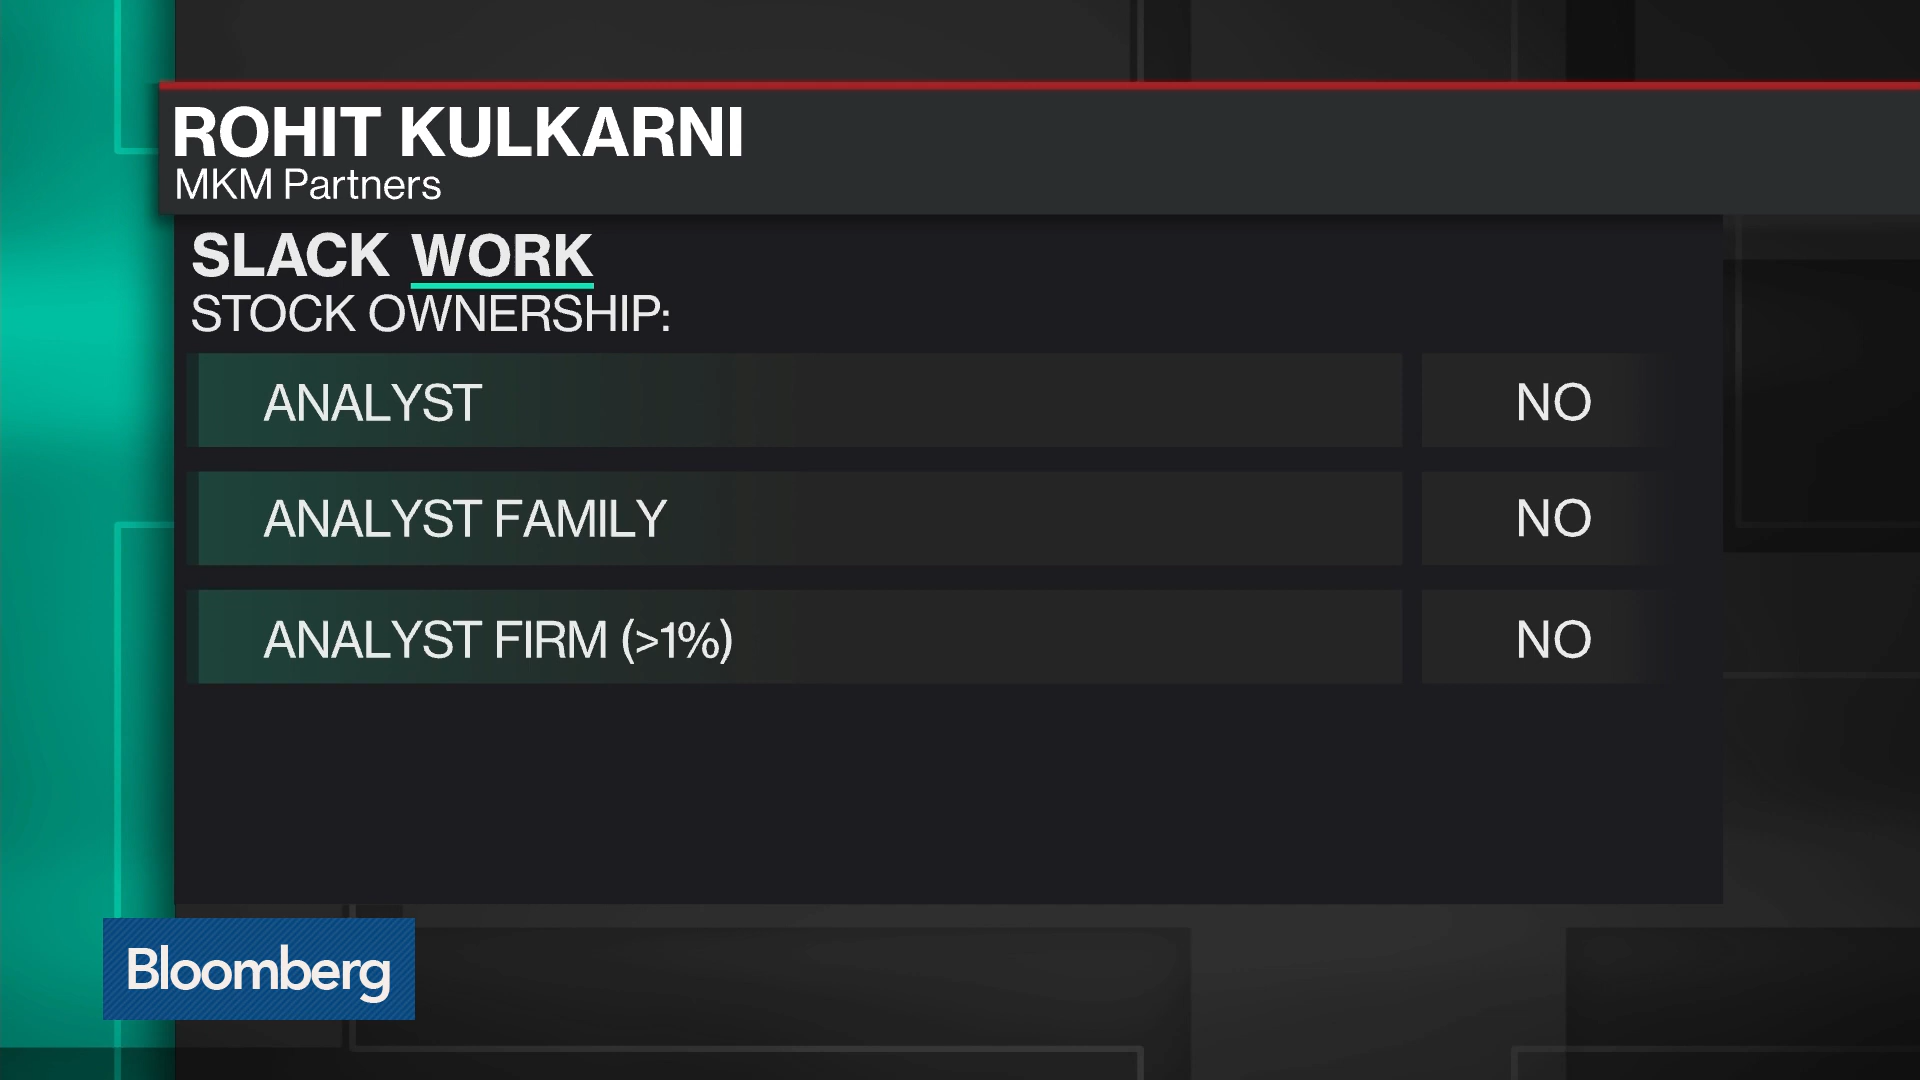 ROHIT KULKARNI
MKM Partners
SLACK WORK
STOCK OWNERSHIP:
ANALYST NO
ANALYST FAMILY NO
ANALYST FIRM (>1%) NO
Bloomberg